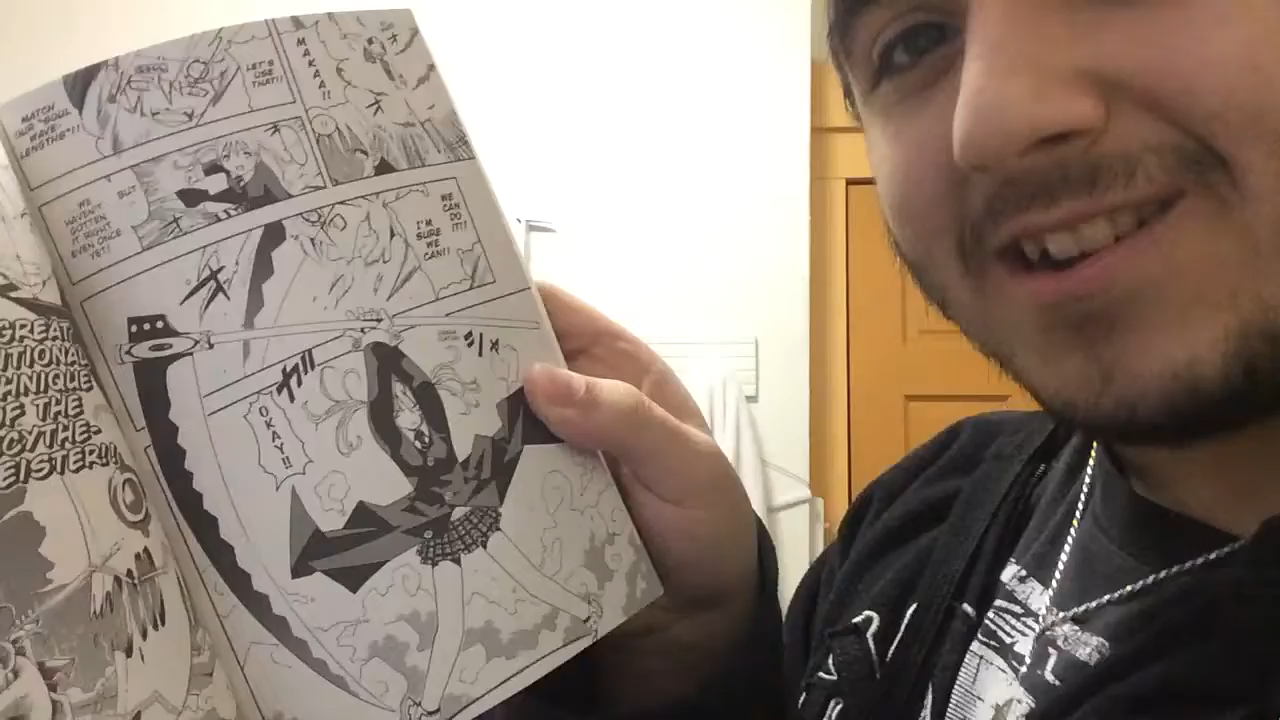 MAKAA!!
LET'S
USE
THAT!!
MATCH
OUR "SOUL
WAVE-
LENGTHS"!!
BUT
WE
HAVEN'T
GOTTEN
IT RIGHT
EVEN ONCE
YET!
WE
CAN
DO
IT!!
I'M
SURE
WE
CAN!!
ガ
OKAY!!
GREAT
ITIONAL
HNIQUE
OF THE
CYTHE-
EISTER!!